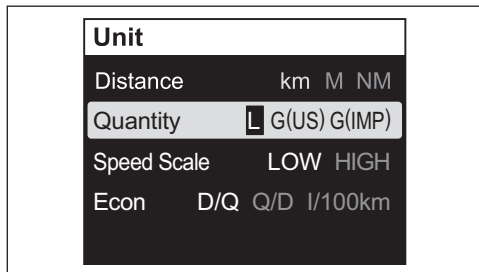 Unit
Distance km M NM
Quantity L G(US) G(IMP)
Speed Scale LOW HIGH
Econ D/Q Q/D l/100km